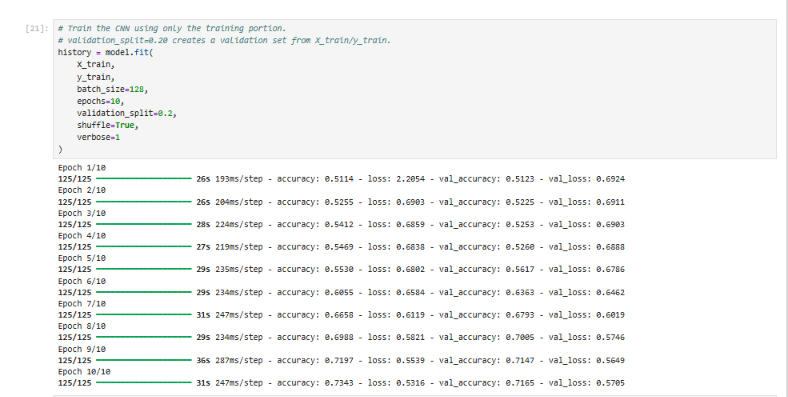 [21]: # Train the CNN using only the training portion.
# validation_split=0.20 creates a validation set from X_train/y_train.
history = model.fit(
    X_train,
    y_train,
    batch_size=128,
    epochs=10,
    validation_split=0.2,
    shuffle=True,
    verbose=1
)
Epoch 1/10
125/125 26s 193ms/step - accuracy: 0.5114 - loss: 2.2054 - val_accuracy: 0.5123 - val_loss: 0.6924
Epoch 2/10
125/125 26s 204ms/step - accuracy: 0.5255 - loss: 0.6903 - val_accuracy: 0.5225 - val_loss: 0.6911
Epoch 3/10
125/125 28s 224ms/step - accuracy: 0.5412 - loss: 0.6859 - val_accuracy: 0.5253 - val_loss: 0.6903
Epoch 4/10
125/125 27s 219ms/step - accuracy: 0.5469 - loss: 0.6838 - val_accuracy: 0.5260 - val_loss: 0.6888
Epoch 5/10
125/125 29s 235ms/step - accuracy: 0.5530 - loss: 0.6802 - val_accuracy: 0.5617 - val_loss: 0.6786
Epoch 6/10
125/125 29s 234ms/step - accuracy: 0.6055 - loss: 0.6584 - val_accuracy: 0.6363 - val_loss: 0.6462
Epoch 7/10
125/125 31s 247ms/step - accuracy: 0.6658 - loss: 0.6119 - val_accuracy: 0.6793 - val_loss: 0.6019
Epoch 8/10
125/125 29s 234ms/step - accuracy: 0.6988 - loss: 0.5821 - val_accuracy: 0.7005 - val_loss: 0.5746
Epoch 9/10
125/125 36s 287ms/step - accuracy: 0.7197 - loss: 0.5539 - val_accuracy: 0.7147 - val_loss: 0.5649
Epoch 10/10
125/125 31s 247ms/step - accuracy: 0.7343 - loss: 0.5316 - val_accuracy: 0.7165 - val_loss: 0.5705